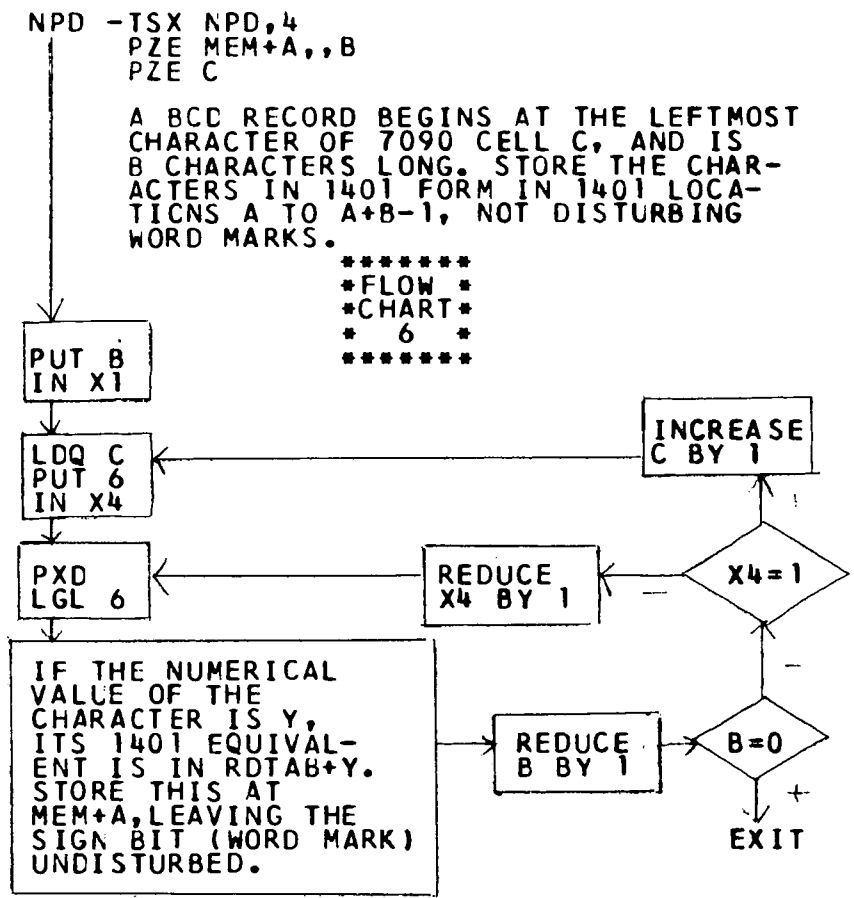 NPD -TSX NPD,4
PZE MEM+A,,B
PZE C
A BCD RECORD BEGINS AT THE LEFTMOST
CHARACTER OF 7090 CELL C, AND IS
B CHARACTERS LONG. STORE THE CHAR-
ACTERS IN 1401 FORM IN 1401 LOCA-
TICNS A TO A+B-1, NOT DISTURBING
WORD MARKS.
*******
*FLOW *
*CHART*
* 6 *
*******
PUT B
IN X1
LDQ C
PUT 6
IN X4
INCREASE
C BY 1
PXD
LGL 6
REDUCE
X4 BY 1
X4=1
+
-
-
IF THE NUMERICAL
VALUE OF THE
CHARACTER IS Y,
ITS 1401 EQUIVAL-
ENT IS IN RDTAB+Y.
STORE THIS AT
MEM+A,LEAVING THE
SIGN BIT (WORD MARK)
UNDISTURBED.
REDUCE
B BY 1
B=0
+
EXIT